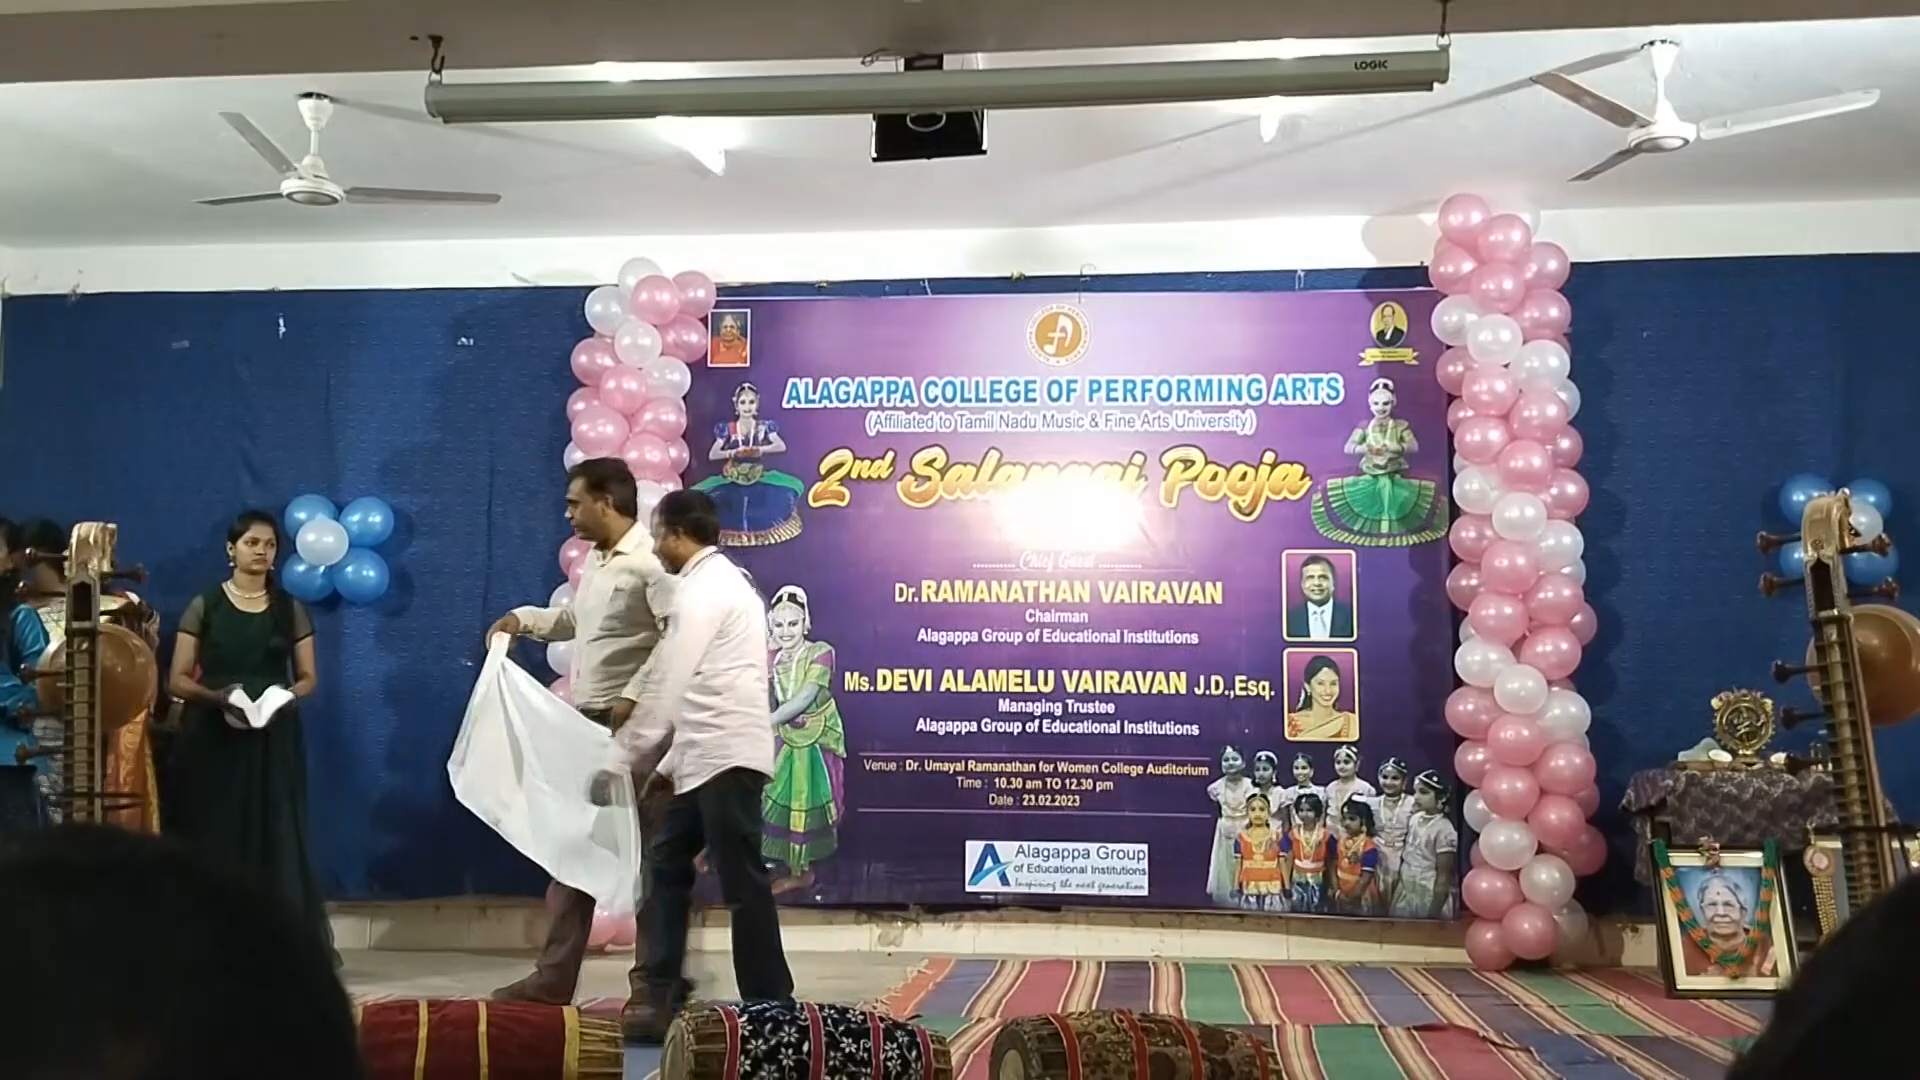 LOGIC
ALAGAPPA COLLEGE OF PERFORMING ARTS
(Affiliated to Tamil Nadu Music & Fine Arts University)
2nd Salangai Pooja
Chief Guest
Dr. RAMANATHAN VAIRAVAN
Chairman
Alagappa Group of Educational Institutions
Ms. DEVI ALAMELU VAIRAVAN J.D.,Esq.
Managing Trustee
Alagappa Group of Educational Institutions
Venue : Dr. Umayal Ramanathan for Women College Auditorium
Time : 10.30 am TO 12.30 pm
Date : 23.02.2023
Alagappa Group
of Educational Institutions
Inspiring the next generation